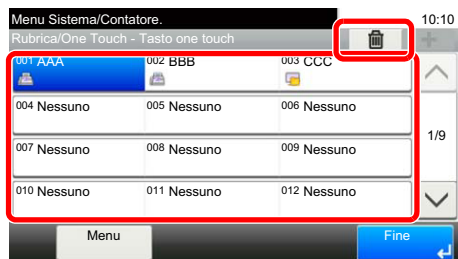 Menu Sistema/Contatore. 10:10
Rubrica/One Touch - Tasto one touch
001 AAA 002 BBB 003 CCC
004 Nessuno 005 Nessuno 006 Nessuno
1/9
007 Nessuno 008 Nessuno 009 Nessuno
010 Nessuno 011 Nessuno 012 Nessuno
Menu Fine